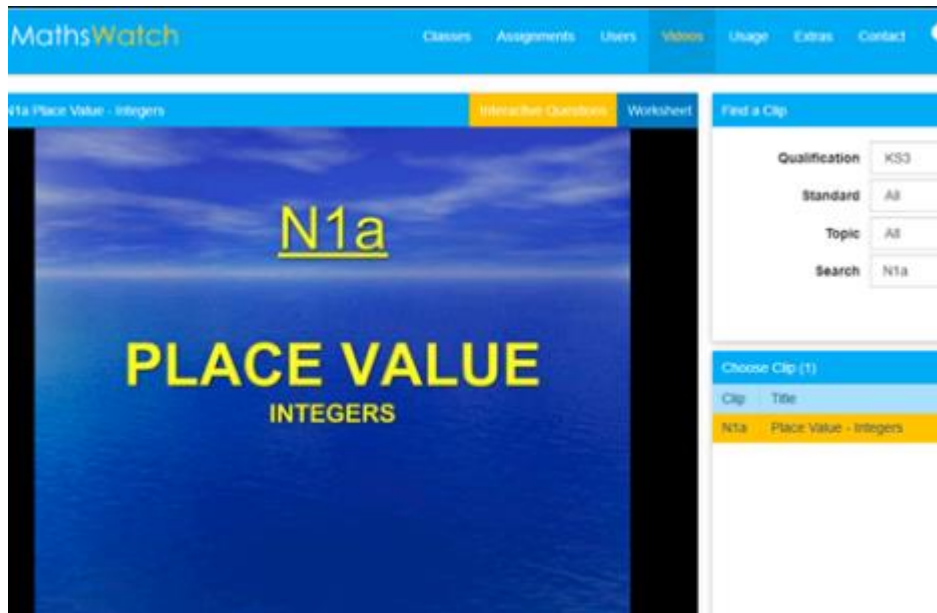 MathsWatch
Classes Assignments Users Videos Usage Extras Contact
N1a Place Value - Integers Interactive Questions Worksheet
N1a
PLACE VALUE
INTEGERS
Find a Clip
Qualification KS3
Standard All
Topic All
Search N1a
Choose Clip (1)
Clip Title
N1a Place Value - Integers